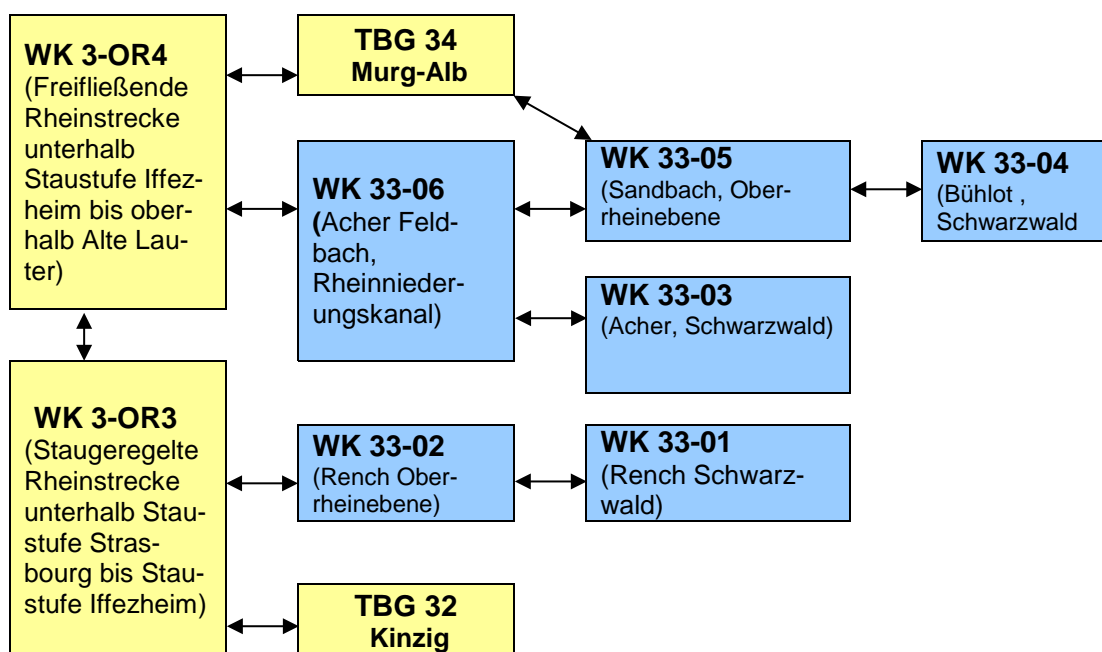 WK 3-OR4
(Freifließende
Rheinstrecke
unterhalb
Staustufe Iffez-
heim bis ober-
halb Alte Lau-
ter)
TBG 34
Murg-Alb
WK 33-06
(Acher Feld-
bach,
Rheinnieder-
ungskanal)
WK 33-05
(Sandbach, Ober-
rheinebene
WK 33-04
(Bühlot ,
Schwarzwald
WK 33-03
(Acher, Schwarzwald)
WK 3-OR3
(Staugeregelte
Rheinstrecke
unterhalb Stau-
stufe Stras-
bourg bis Stau-
stufe Iffezheim)
WK 33-02
(Rench Ober-
rheinebene)
WK 33-01
(Rench Schwarz-
wald)
TBG 32
Kinzig